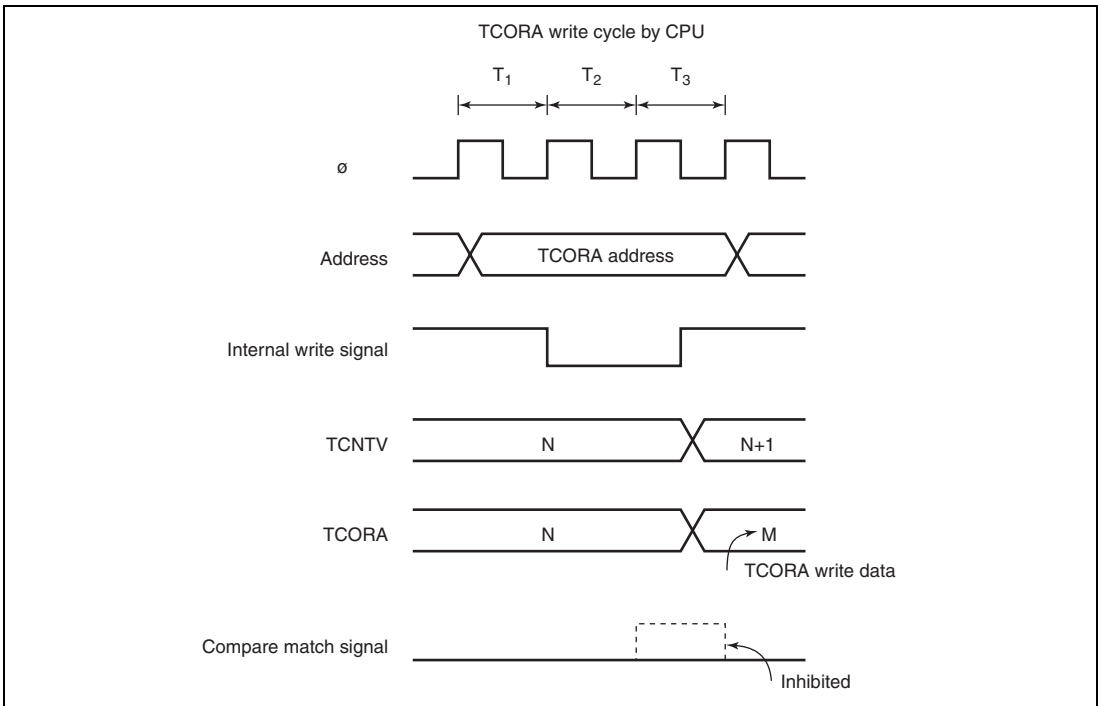 TCORA write cycle by CPU
T1 T2 T3
ø
Address TCORA address
Internal write signal
TCNTV N N+1
TCORA N M
TCORA write data
Compare match signal
Inhibited